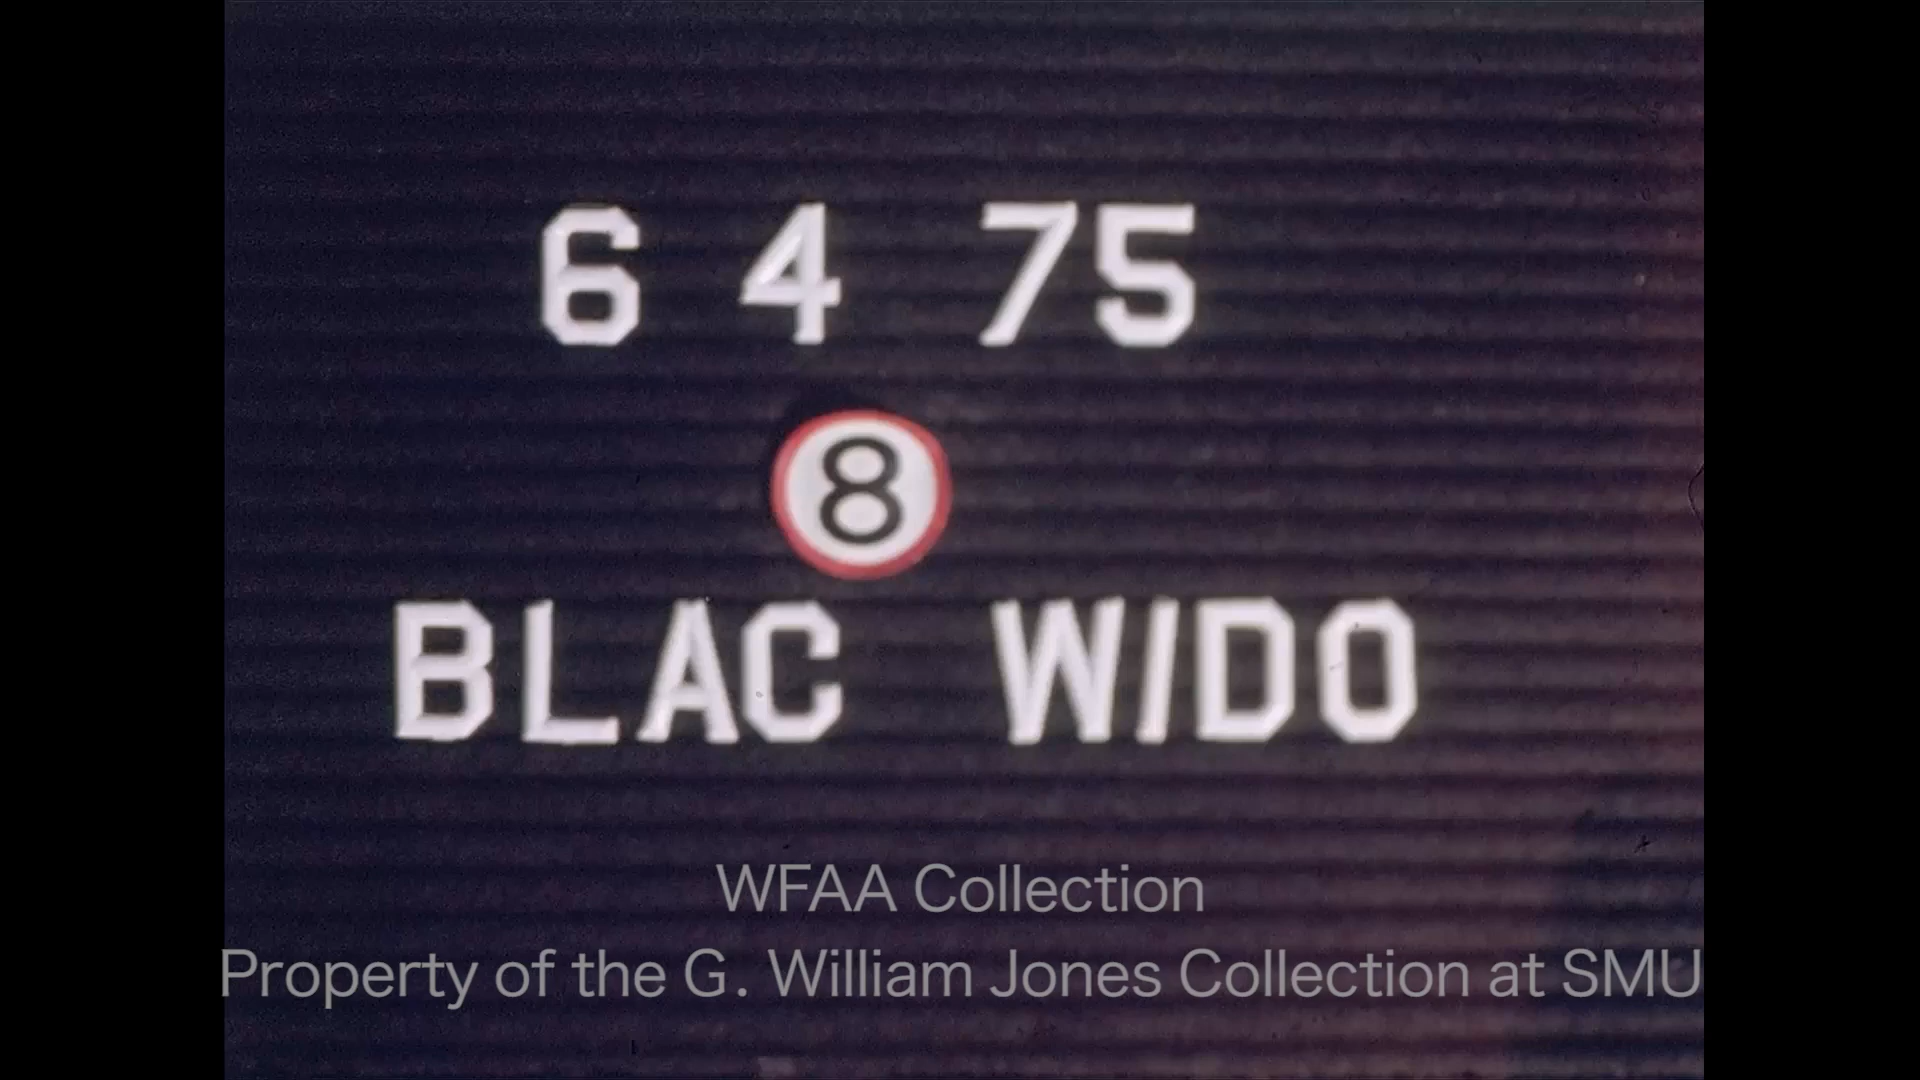 6 4 75
8
BLAC WIDO
WFAA Collection
Property of the G. William Jones Collection at SMU